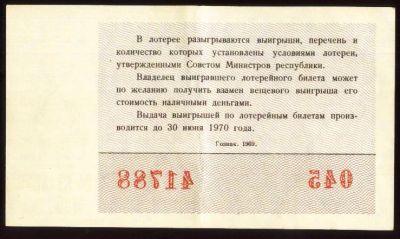 В лотерее разыгрываются выигрыши, перечень и
количество которых установлены условиями лотереи,
утвержденными Советом Министров республики.
Владелец выигравшего лотерейного билета может
по желанию получить взамен вещевого выигрыша его
стоимость наличными деньгами.
Выдача выигрышей по лотерейным билетам произ-
водится до 30 июня 1970 года.
Гознак. 1969.
41788 045